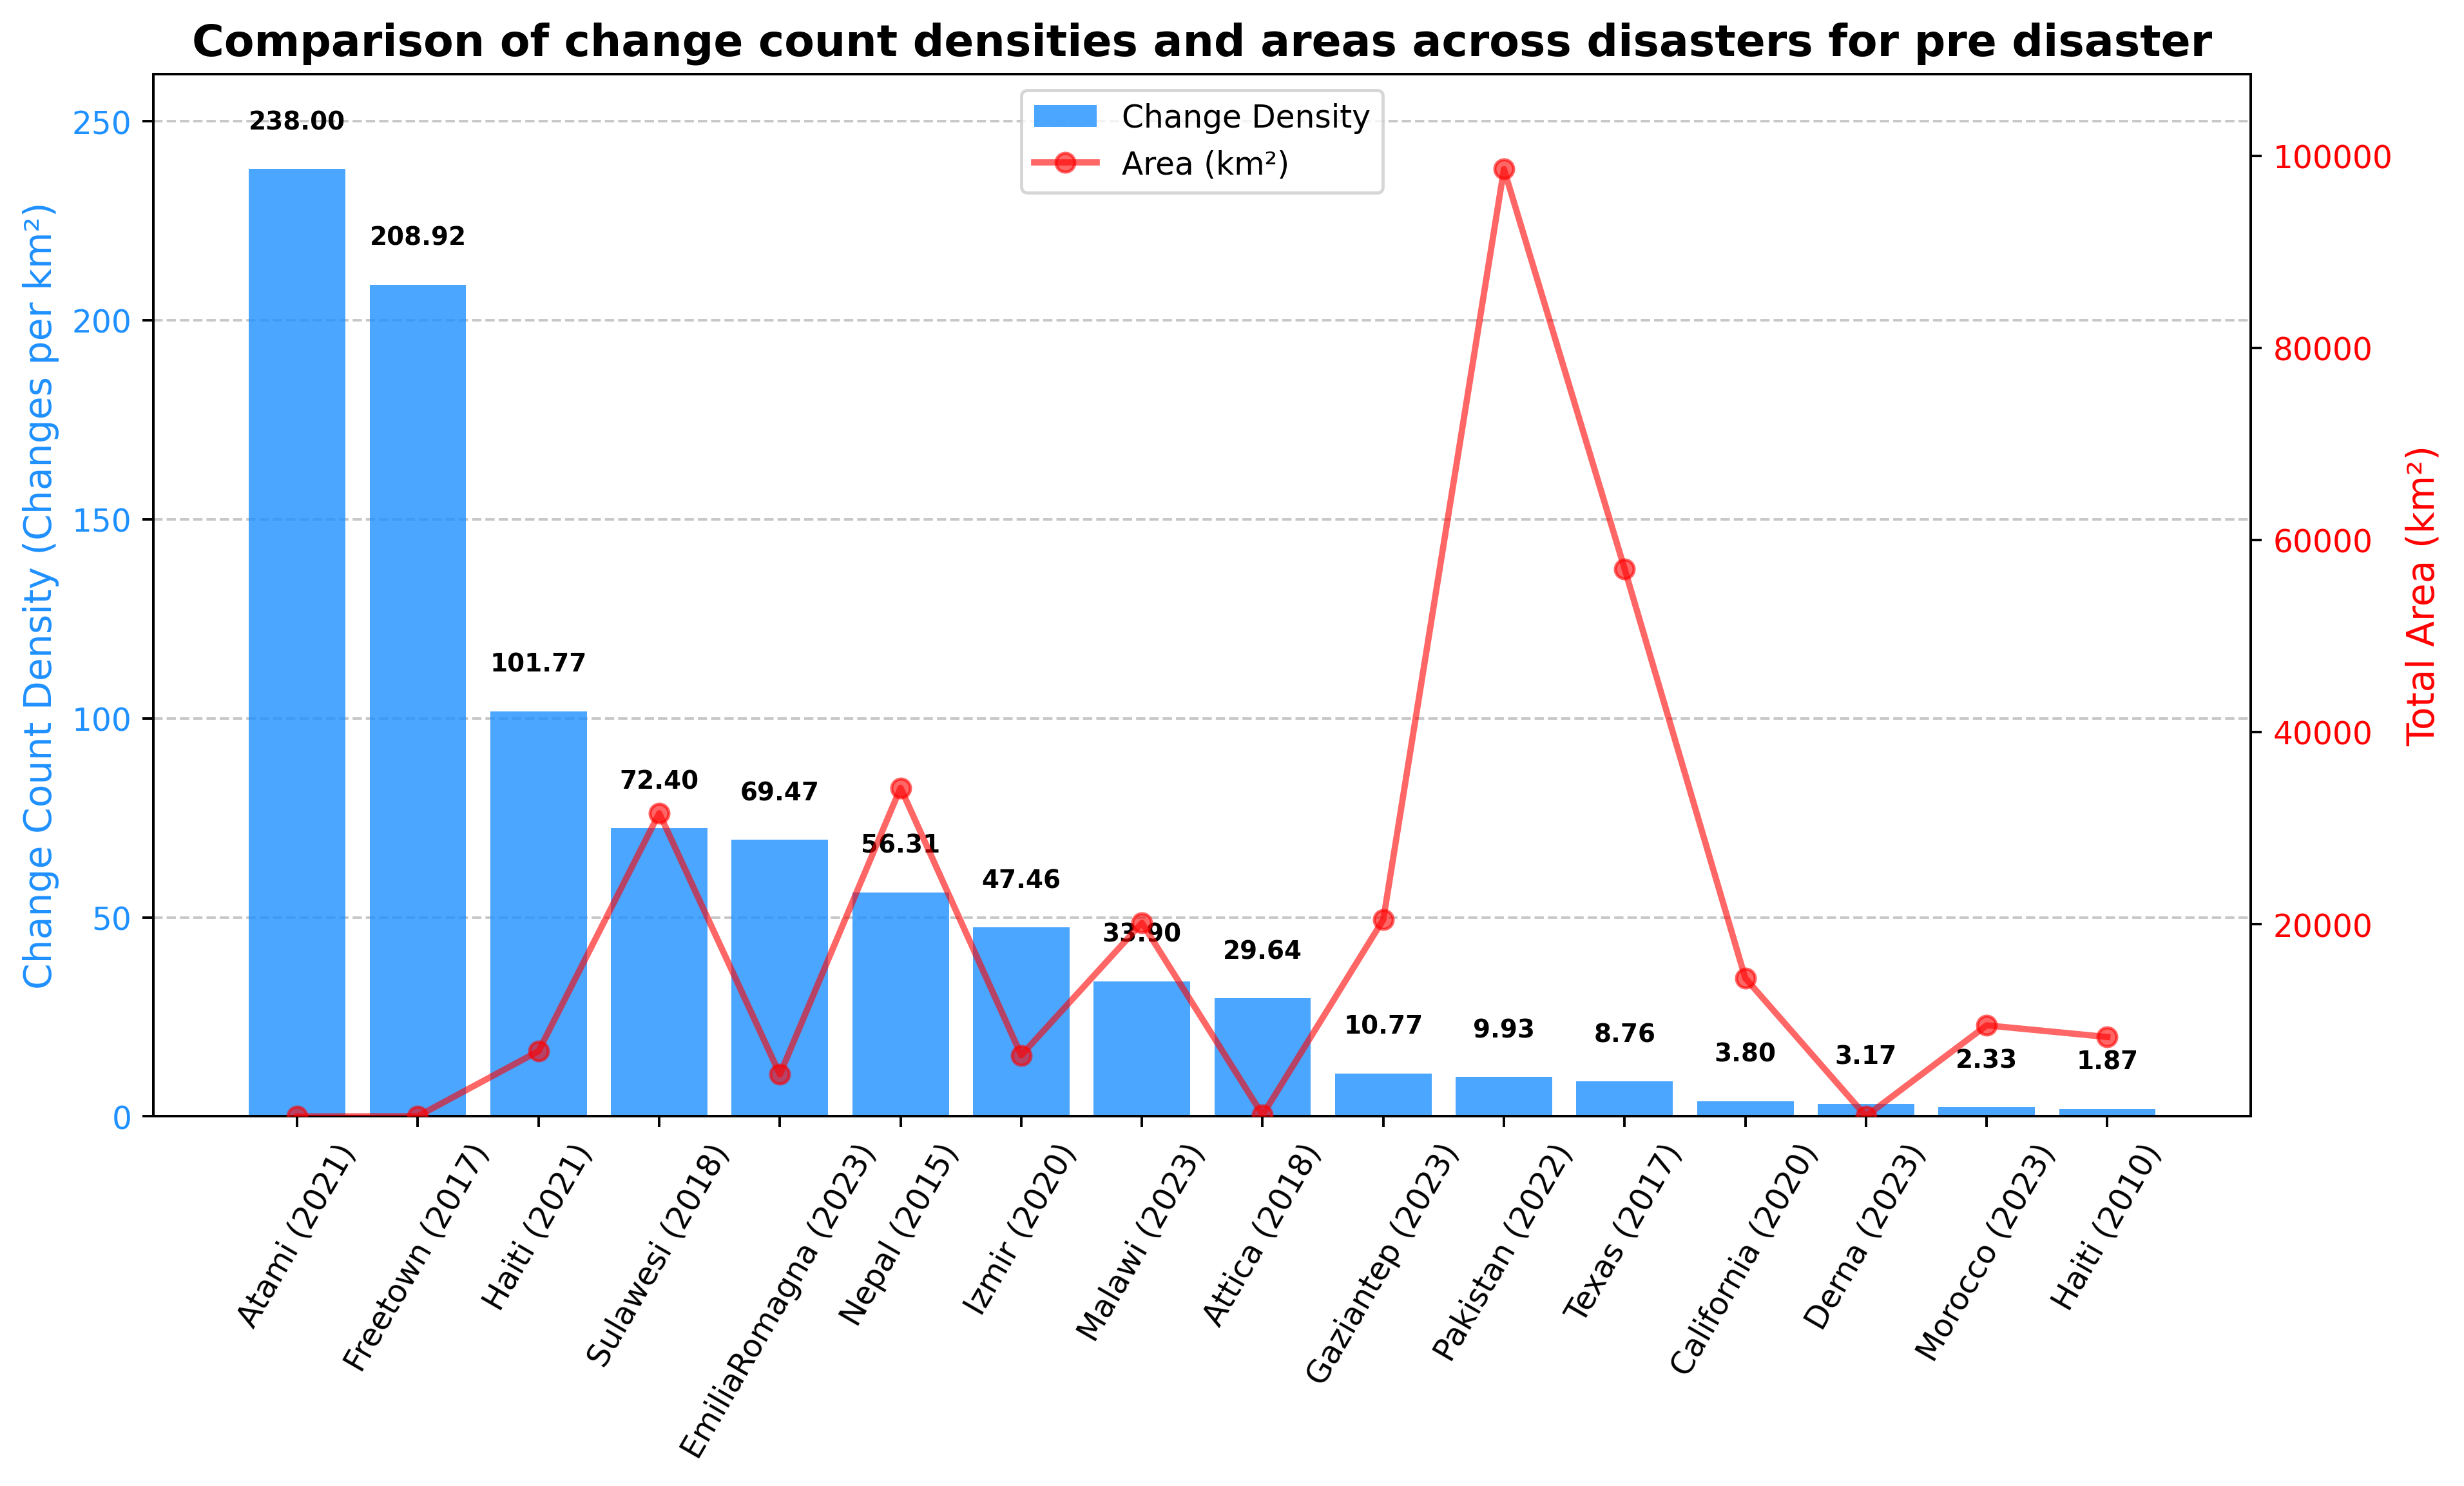 Comparison of change count densities and areas across disasters for pre disaster
Change Density
Area (km²)
Change Count Density (Changes per km²)
250
200
150
100
50
0
238.00
208.92
101.77
72.40
69.47
56.31
47.46
33.90
29.64
10.77
9.93
8.76
3.80
3.17
2.33
1.87
100000
80000
60000
40000
20000
Total Area (km²)
Atami (2021)
Freetown (2017)
Haiti (2021)
Sulawesi (2018)
EmiliaRomagna (2023)
Nepal (2015)
Izmir (2020)
Malawi (2023)
Attica (2018)
Gaziantep (2023)
Pakistan (2022)
Texas (2017)
California (2020)
Derna (2023)
Morocco (2023)
Haiti (2010)